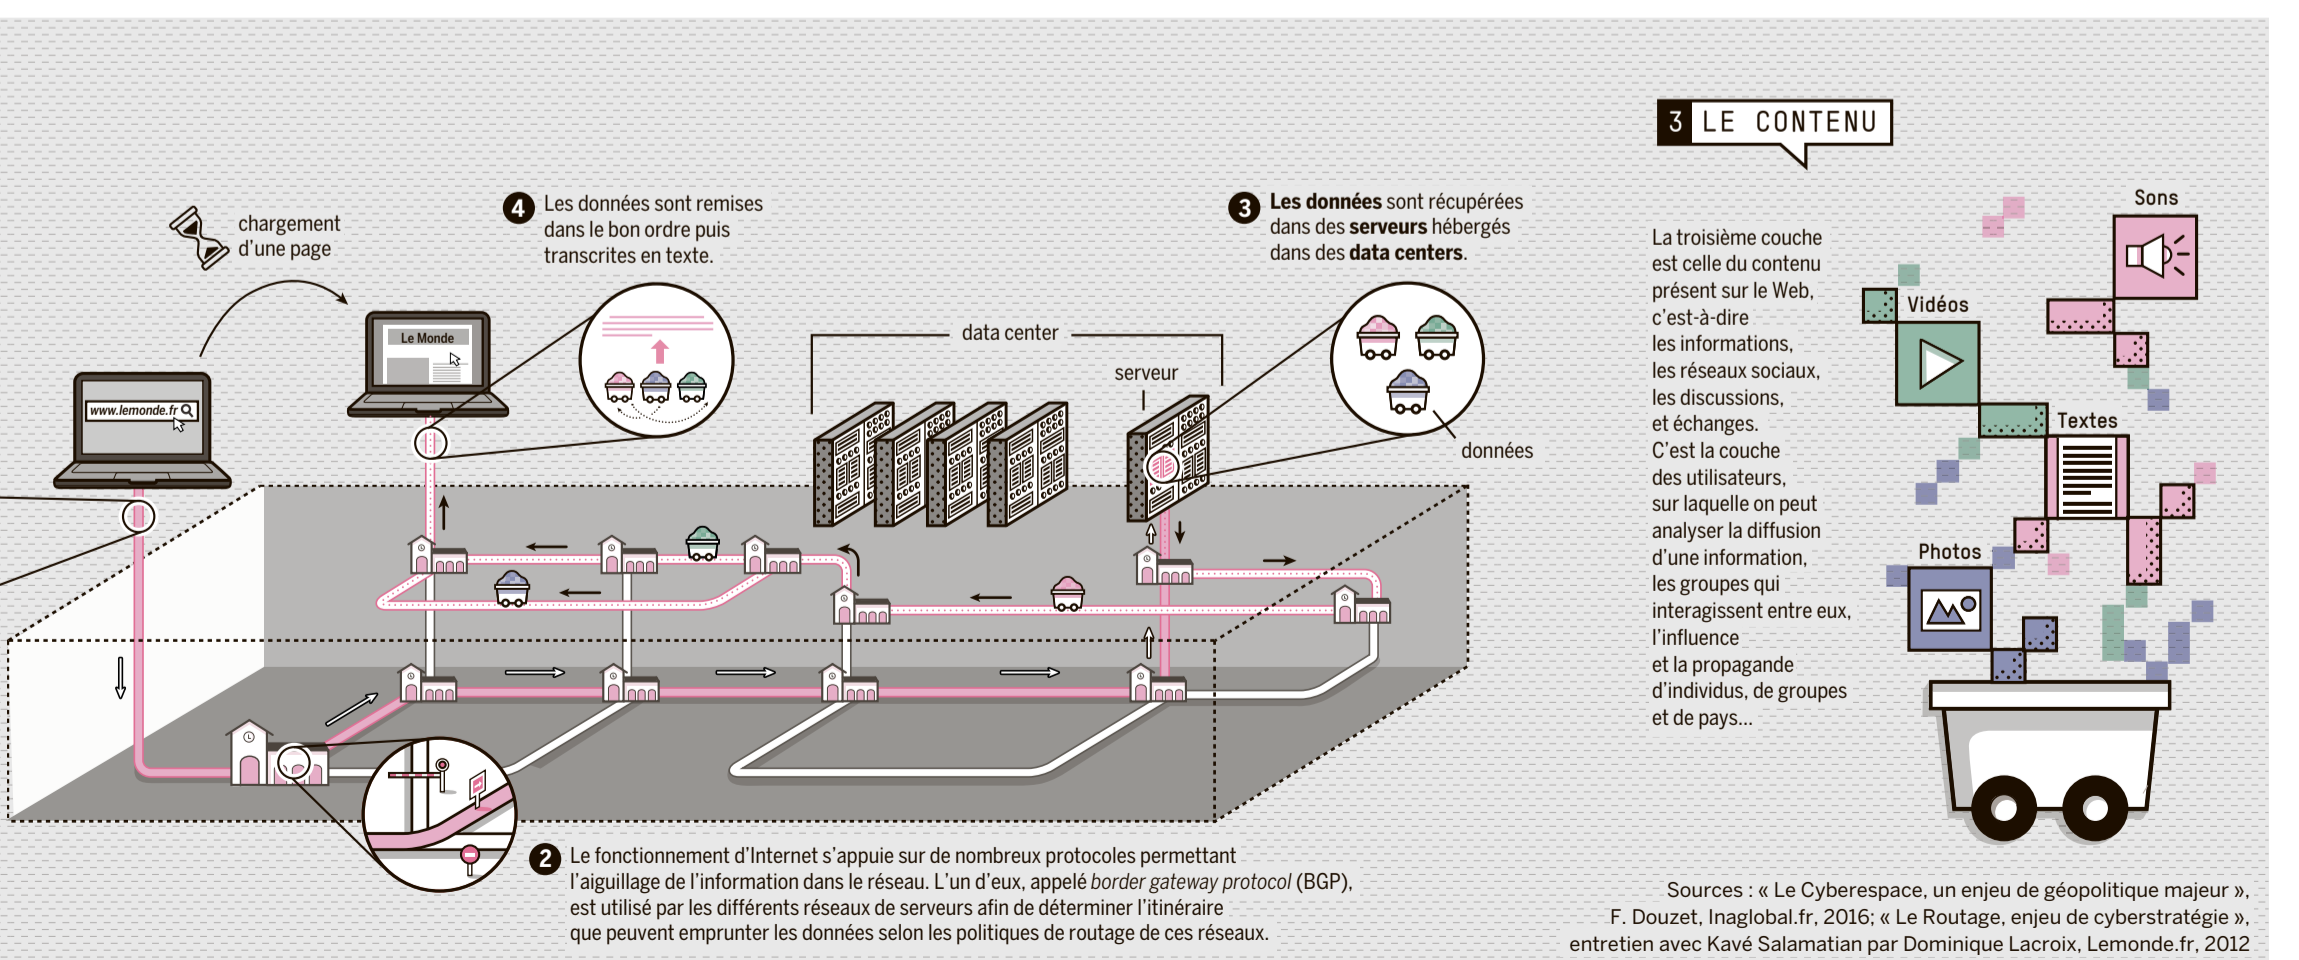 chargement
d'une page
www.lemonde.fr
Le Monde
4 Les données sont remises
dans le bon ordre puis
transcrites en texte.
data center
serveur
3 Les données sont récupérées
dans des serveurs hébergés
dans des data centers.
données
2 Le fonctionnement d'Internet s'appuie sur de nombreux protocoles permettant
l'aiguillage de l'information dans le réseau. L'un d'eux, appelé border gateway protocol (BGP),
est utilisé par les différents réseaux de serveurs afin de déterminer l'itinéraire
que peuvent emprunter les données selon les politiques de routage de ces réseaux.
3 LE CONTENU
La troisième couche
est celle du contenu
présent sur le Web,
c'est-à-dire
les informations,
les réseaux sociaux,
les discussions,
et échanges.
C'est la couche
des utilisateurs,
sur laquelle on peut
analyser la diffusion
d'une information,
les groupes qui
interagissent entre eux,
l'influence
et la propagande
d'individus, de groupes
et de pays...
Sons
Vidéos
Textes
Photos
Sources : « Le Cyberespace, un enjeu de géopolitique majeur »,
F. Douzet, Inaglobal.fr, 2016; « Le Routage, enjeu de cyberstratégie »,
entretien avec Kavé Salamatian par Dominique Lacroix, Lemonde.fr, 2012